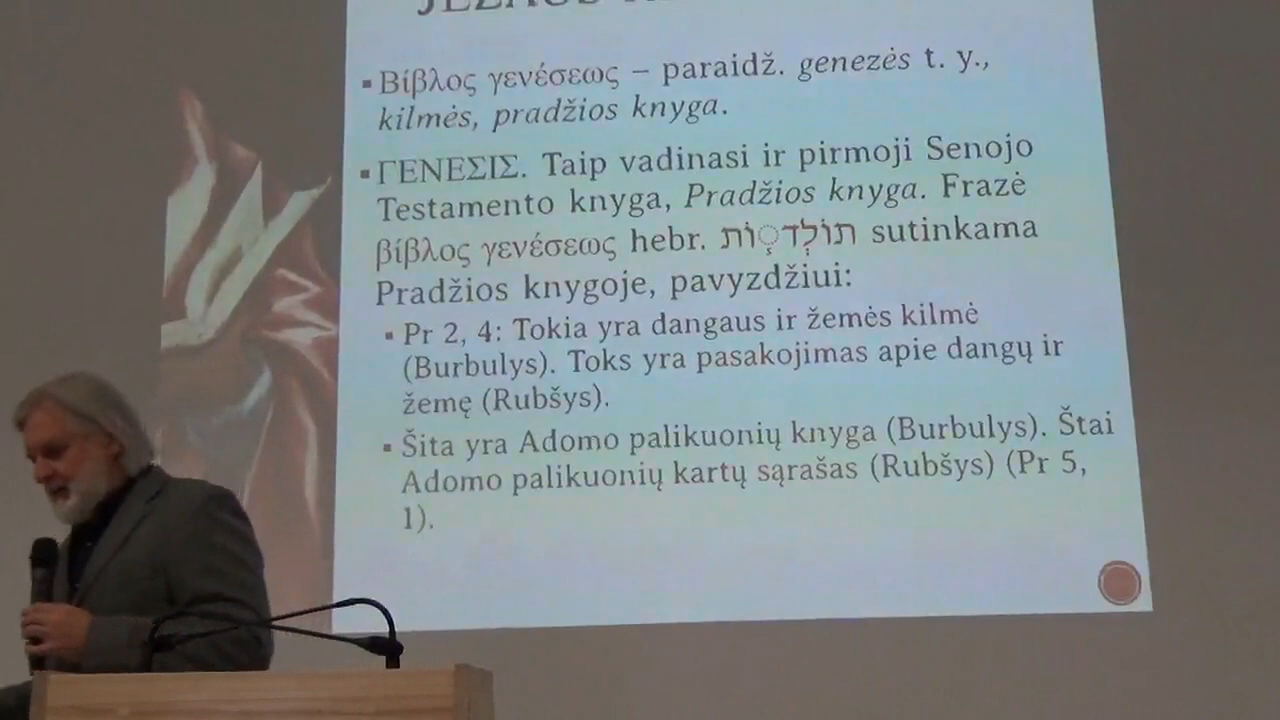 JĖZAUS
▪ Βίβλος γενέσεως – paraidž. genezės t. y.,
kilmės, pradžios knyga.
▪ ΓΕΝΕΣΙΣ. Taip vadinasi ir pirmoji Senojo
Testamento knyga, Pradžios knyga. Frazė
βίβλος γενέσεως hebr. תוֹלְד֧וֹת sutinkama
Pradžios knygoje, pavyzdžiui:
▪ Pr 2, 4: Tokia yra dangaus ir žemės kilmė
(Burbulys). Toks yra pasakojimas apie dangų ir
žemę (Rubšys).
▪ Šita yra Adomo palikuonių knyga (Burbulys). Štai
Adomo palikuonių kartų sąrašas (Rubšys) (Pr 5,
1).